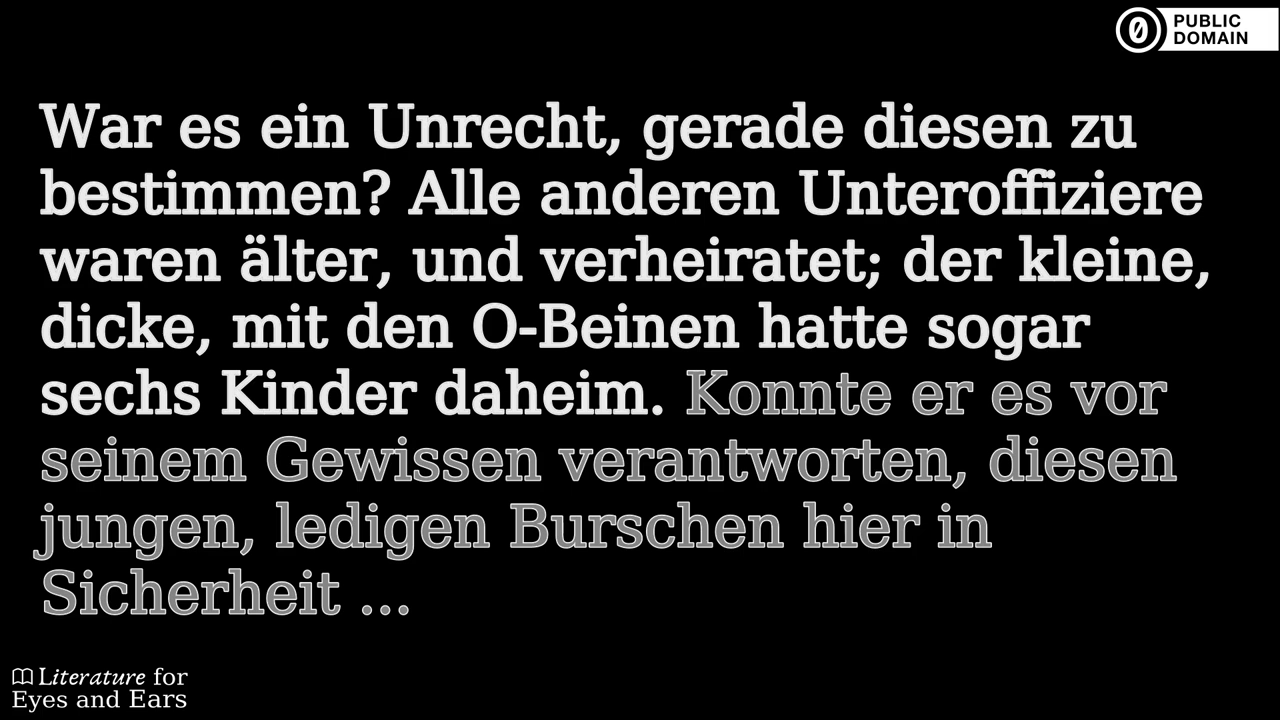 PUBLIC
DOMAIN
War es ein Unrecht, gerade diesen zu
bestimmen? Alle anderen Unteroffiziere
waren älter, und verheiratet; der kleine,
dicke, mit den O-Beinen hatte sogar
sechs Kinder daheim. Konnte er es vor
seinem Gewissen verantworten, diesen
jungen, ledigen Burschen hier in
Sicherheit ...
Literature for
Eyes and Ears